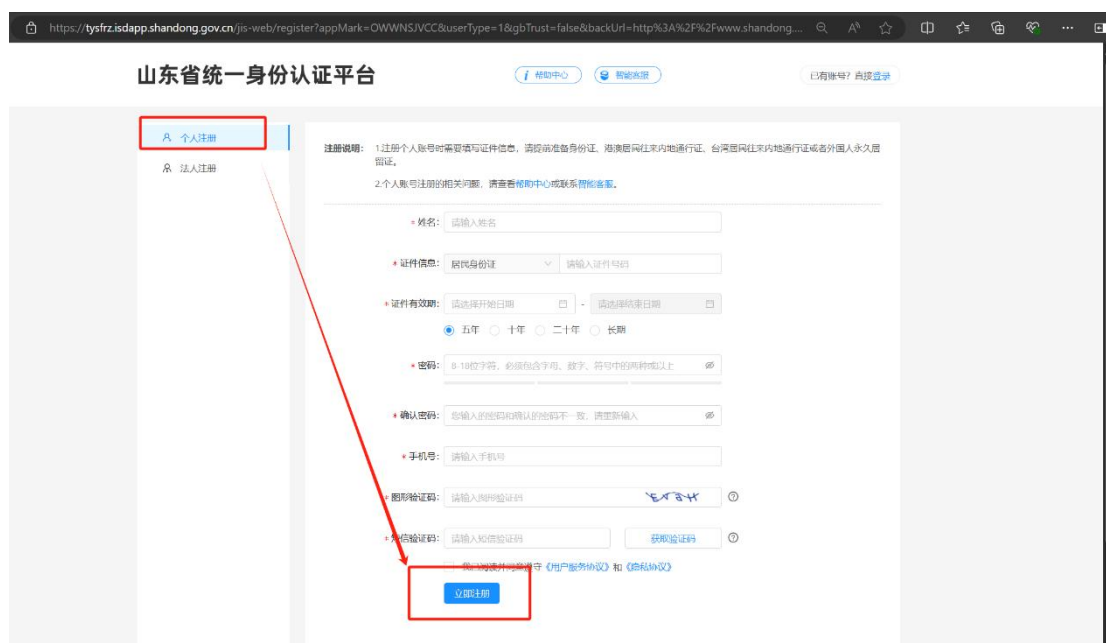 https://tysfrz.isdapp.shandong.gov.cn/jis-web/register?appMark=OWWNSJVCC&userType=1&gbTrust=false&backUrl=http%3A%2F%2Fwww.shandong....
山东省统一身份认证平台
帮助中心
智能客服
已有账号? 直接登录
个人注册
法人注册
注册说明: 1.注册个人账号时需要填写证件信息, 请提前准备身份证、港澳居民往来内地通行证、台湾居民往来内地通行证或者外国人永久居
留证。
2.个人账号注册的相关问题, 请查看帮助中心或联系智能客服。
* 姓名: 请输入姓名
* 证件信息: 居民身份证 请输入证件号码
* 证件有效期: 请选择开始日期 - 请选择结束日期
五年 十年 二十年 长期
* 密码: 8-18位字符, 必须包含字母、数字、符号中的两种或以上
* 确认密码: 您输入的密码和确认的密码不一致, 请重新输入
* 手机号: 请输入手机号
* 图形验证码: 请输入图形验证码
* 短信验证码: 请输入短信验证码 获取验证码
我已阅读并同意遵守《用户服务协议》和《隐私协议》
立即注册